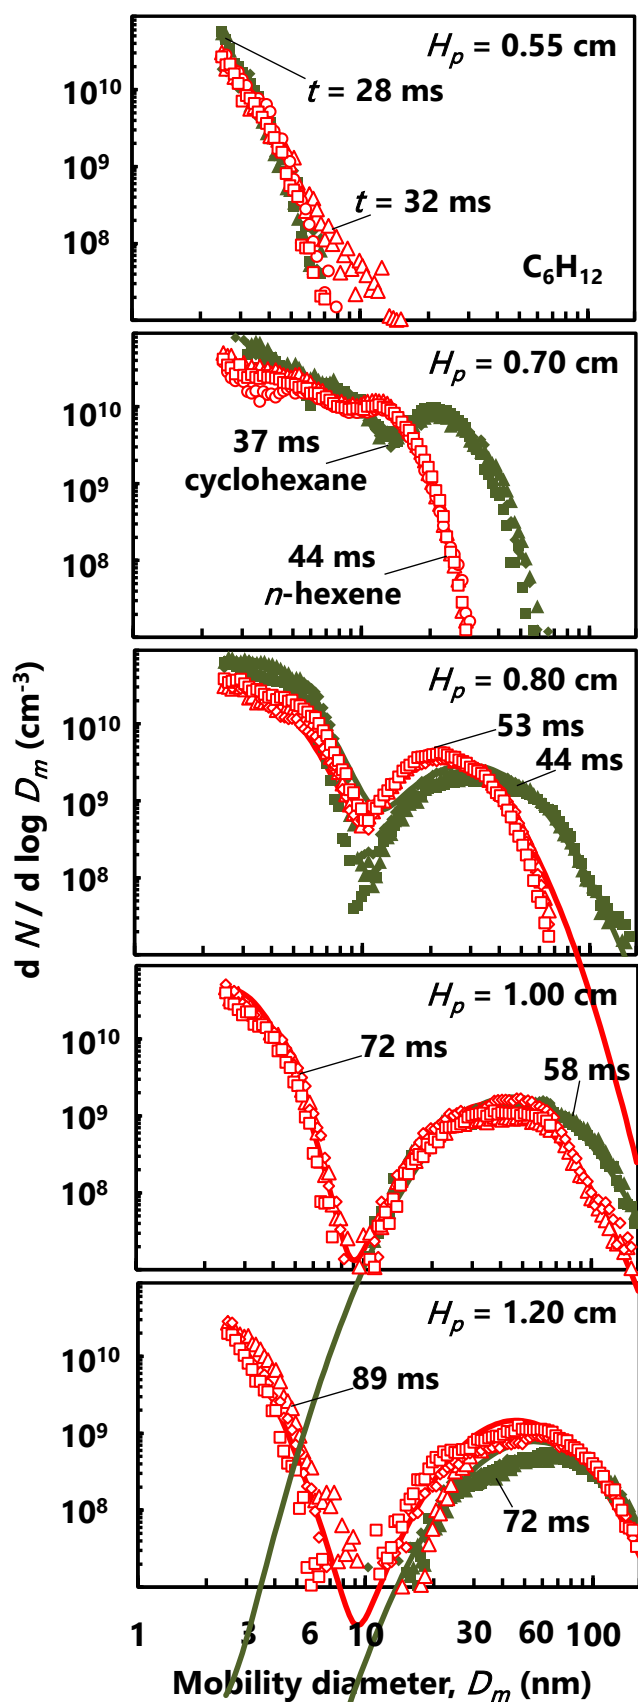 H_p = 0.55 cm
10^10
t = 28 ms
10^9
t = 32 ms
10^8
C_6H_12
H_p = 0.70 cm
10^10
37 ms
cyclohexane
10^9
44 ms
n-hexene
10^8
H_p = 0.80 cm
53 ms
10^10
44 ms
10^9
10^8
d N / d log D_m (cm^-3)
H_p = 1.00 cm
10^10
72 ms
58 ms
10^9
10^8
H_p = 1.20 cm
10^10
89 ms
10^9
10^8
72 ms
1 3 6 10 30 60 100
Mobility diameter, D_m (nm)